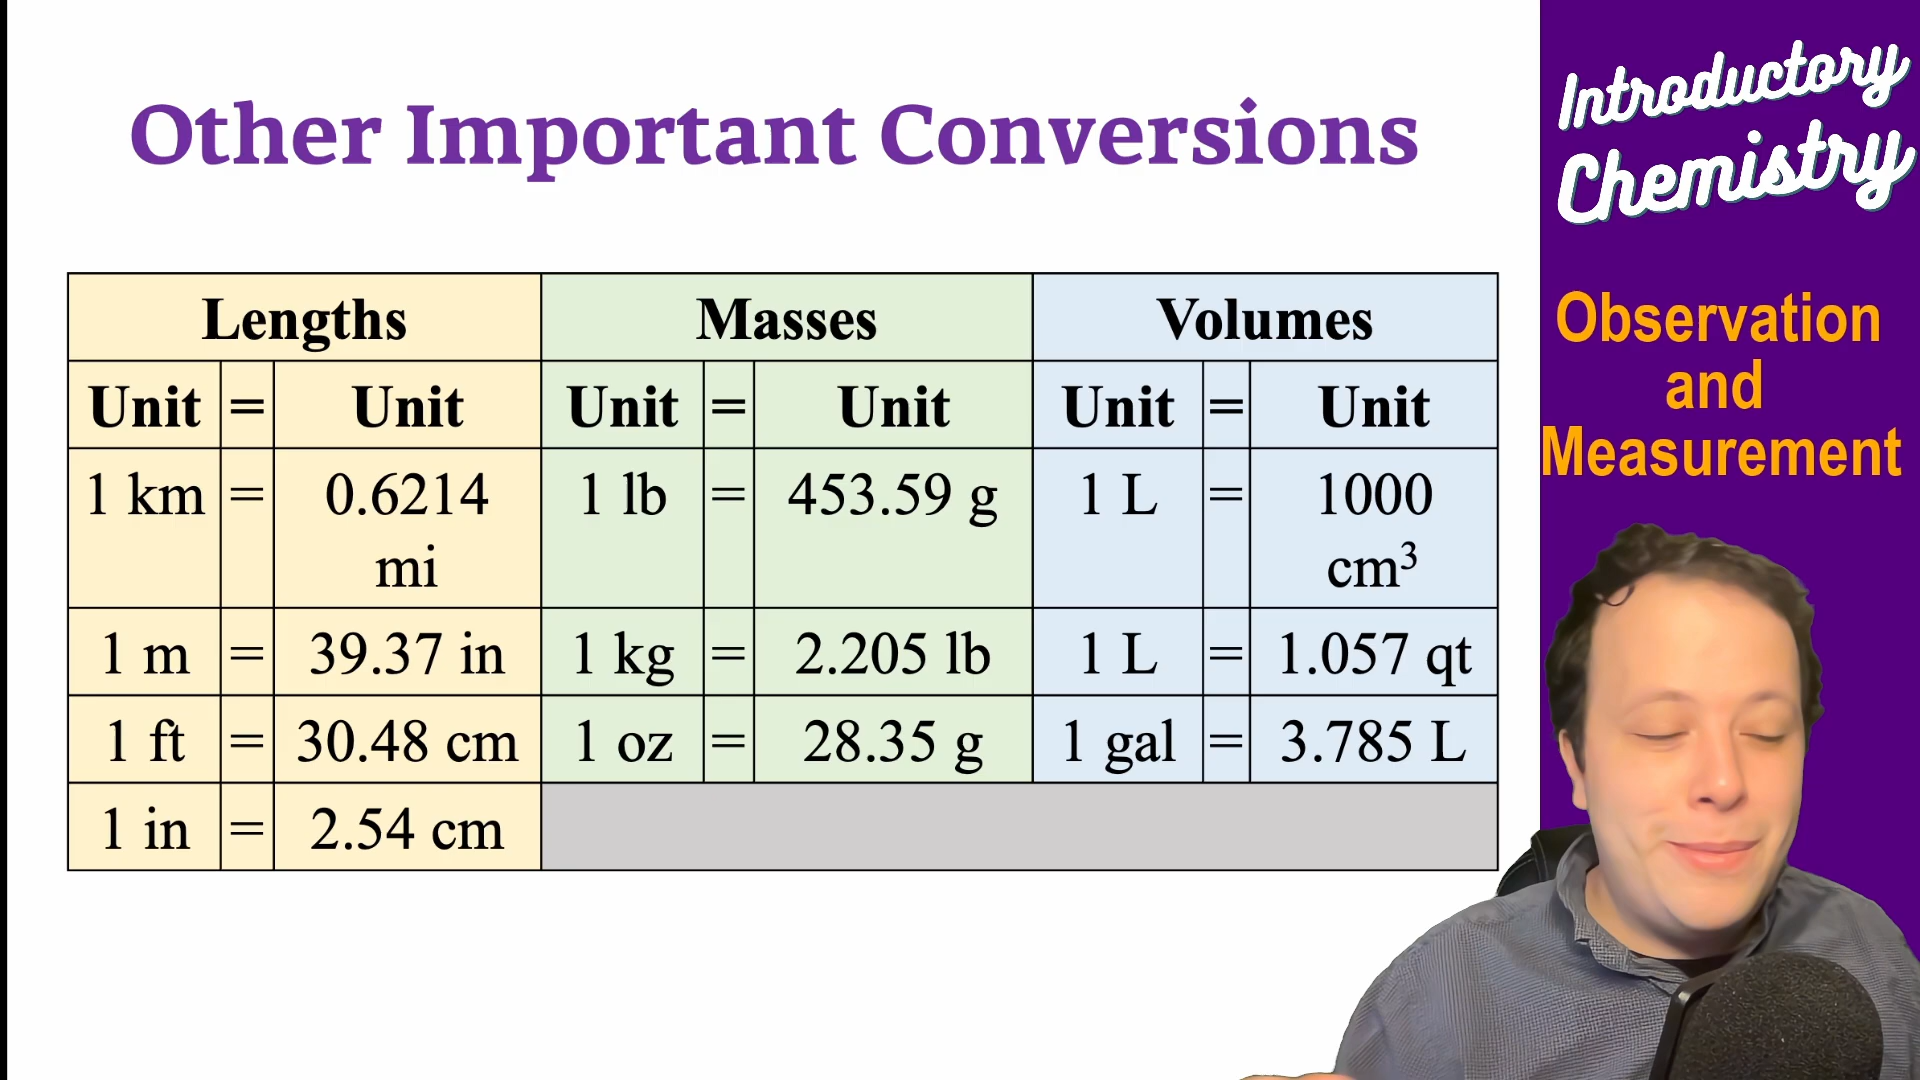 Other Important Conversions
Lengths Masses Volumes
Unit = Unit Unit = Unit Unit = Unit
1 km = 0.6214 mi 1 lb = 453.59 g 1 L = 1000 cm³
1 m = 39.37 in 1 kg = 2.205 lb 1 L = 1.057 qt
1 ft = 30.48 cm 1 oz = 28.35 g 1 gal = 3.785 L
1 in = 2.54 cm
Introductory
Chemistry
Observation
and
Measurement